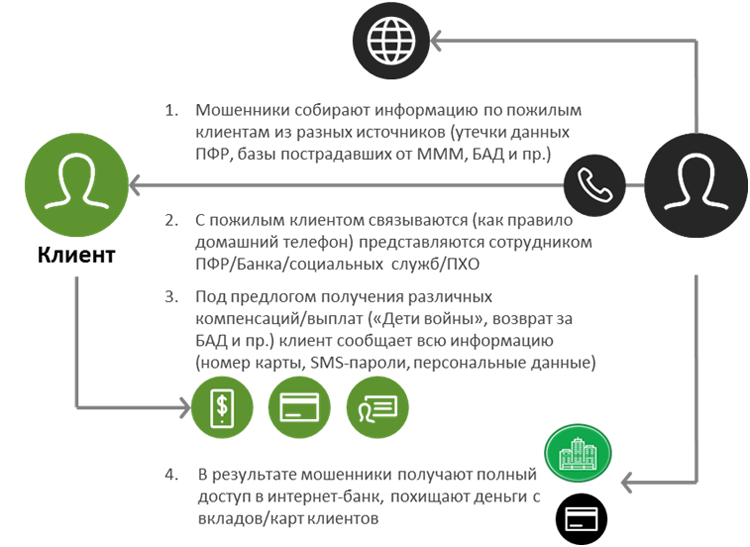 1. Мошенники собирают информацию по пожилым
клиентам из разных источников (утечки данных
ПФР, базы пострадавших от МММ, БАД и пр.)
Клиент
2. С пожилым клиентом связываются (как правило
домашний телефон) представляются сотрудником
ПФР/Банка/социальных служб/ПХО
3. Под предлогом получения различных
компенсаций/выплат («Дети войны», возврат за
БАД и пр.) клиент сообщает всю информацию
(номер карты, SMS-пароли, персональные данные)
$
4. В результате мошенники получают полный
доступ в интернет-банк, похищают деньги с
вкладов/карт клиентов